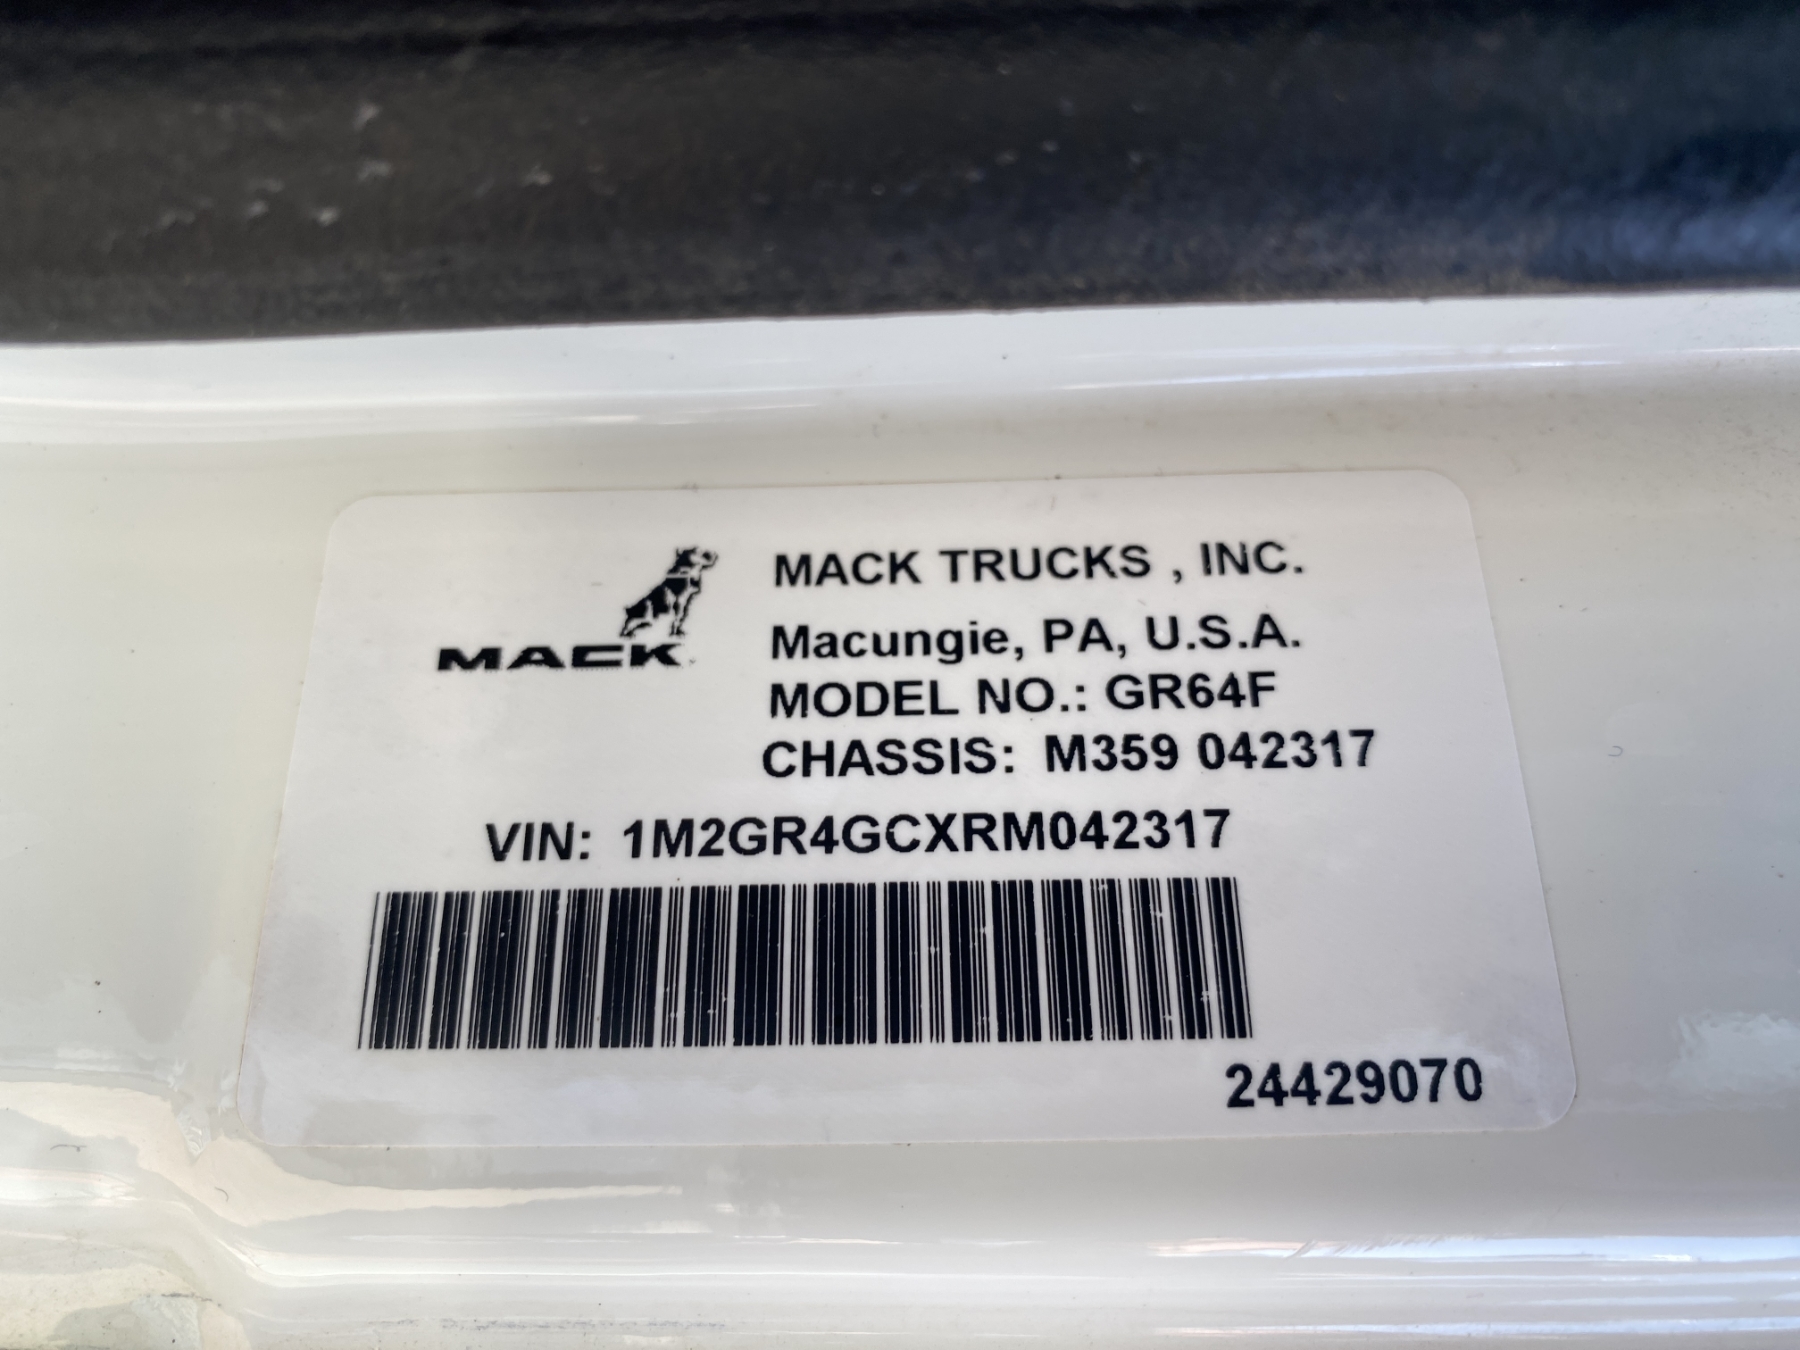 MACK
MACK TRUCKS , INC.
Macungie, PA, U.S.A.
MODEL NO.: GR64F
CHASSIS: M359 042317
VIN: 1M2GR4GCXRM042317
24429070